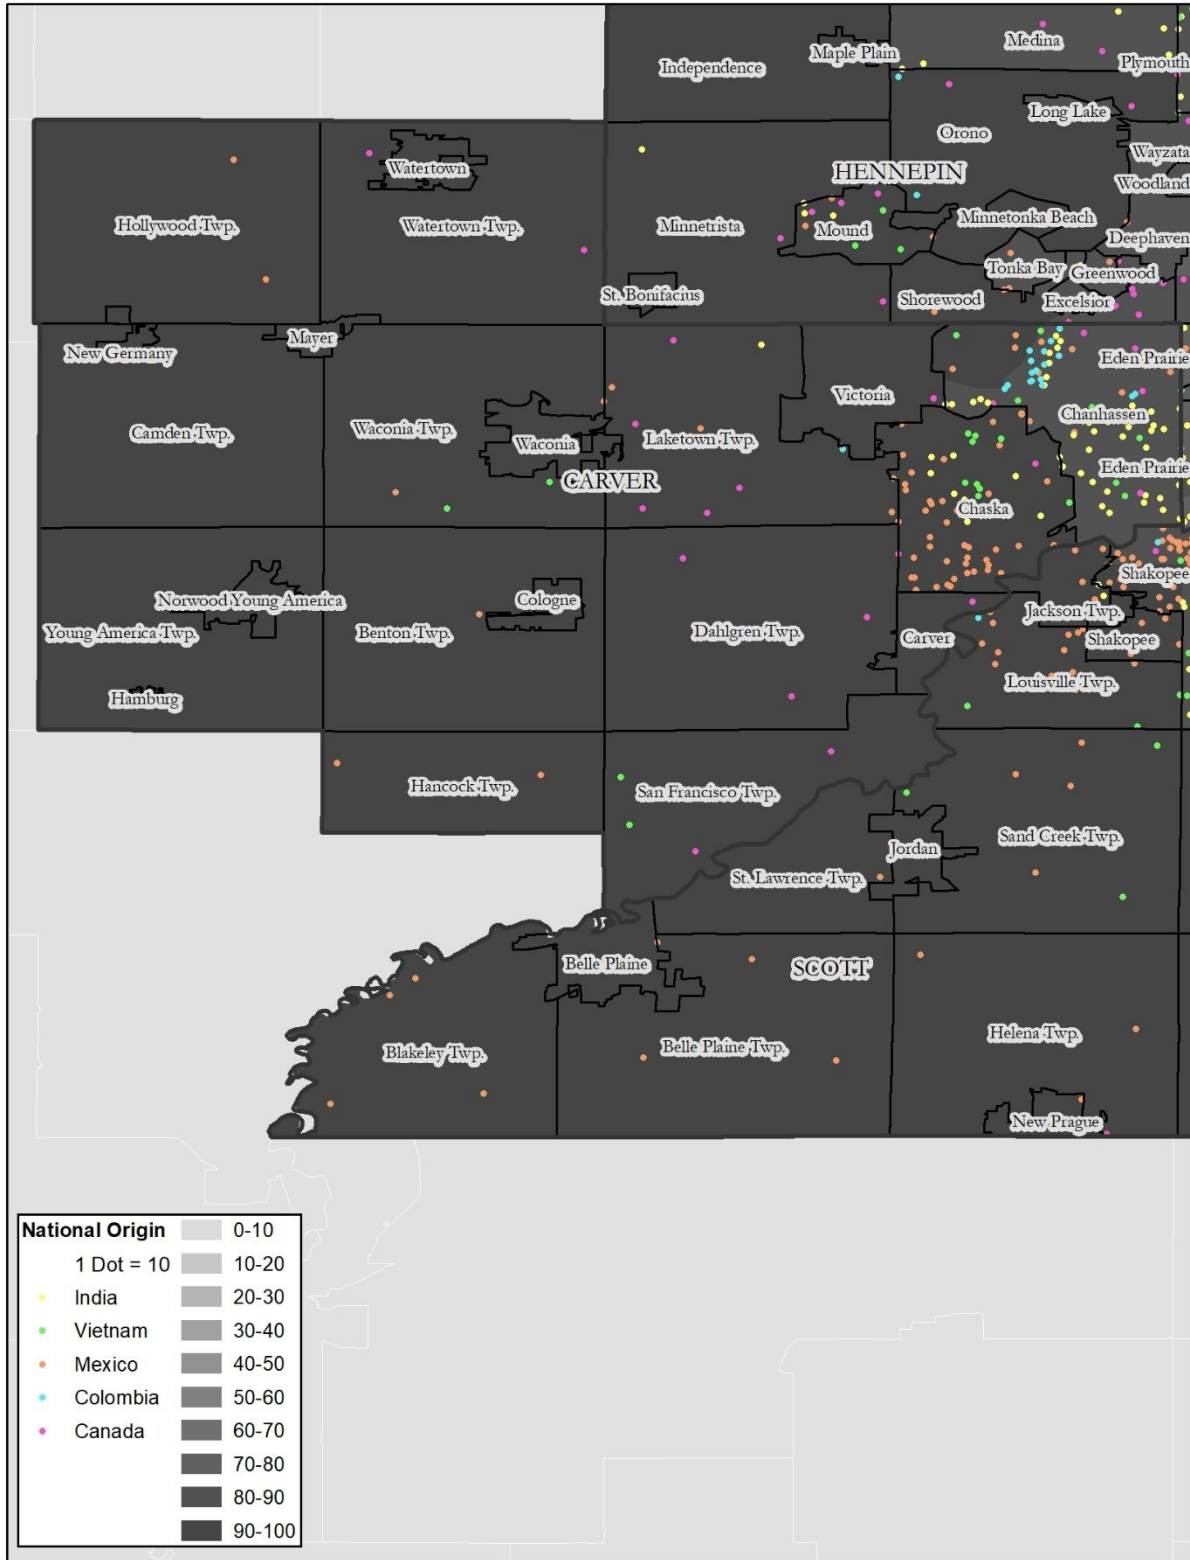 Maple Plain
Medina
Independence
Plymouth
Long Lake
Orono
Wayzata
Watertown
HENNEPIN
Woodland
Hollywood Twp.
Watertown Twp.
Minnetrista
Mound
Minnetonka Beach
Deephaven
Tonka Bay
Greenwood
St. Bonifacius
Shorewood
Excelsior
New Germany
Mayer
Eden Prairie
Victoria
Camden Twp.
Waconia Twp.
Waconia
Laketown Twp.
Chanhassen
Eden Prairie
CARVER
Chaska
Shakopee
Norwood Young America
Cologne
Jackson Twp.
Young America Twp.
Benton Twp.
Dahlgren Twp.
Carver
Shakopee
Louisville Twp.
Hamburg
Hancock Twp.
San Francisco Twp.
Sand Creek Twp.
Jordan
St. Lawrence Twp.
Belle Plaine
SCOTT
Blakeley Twp.
Belle Plaine Twp.
Helena Twp.
New Prague
National Origin 0-10
1 Dot = 10 10-20
India 20-30
Vietnam 30-40
Mexico 40-50
Colombia 50-60
Canada 60-70
70-80
80-90
90-100